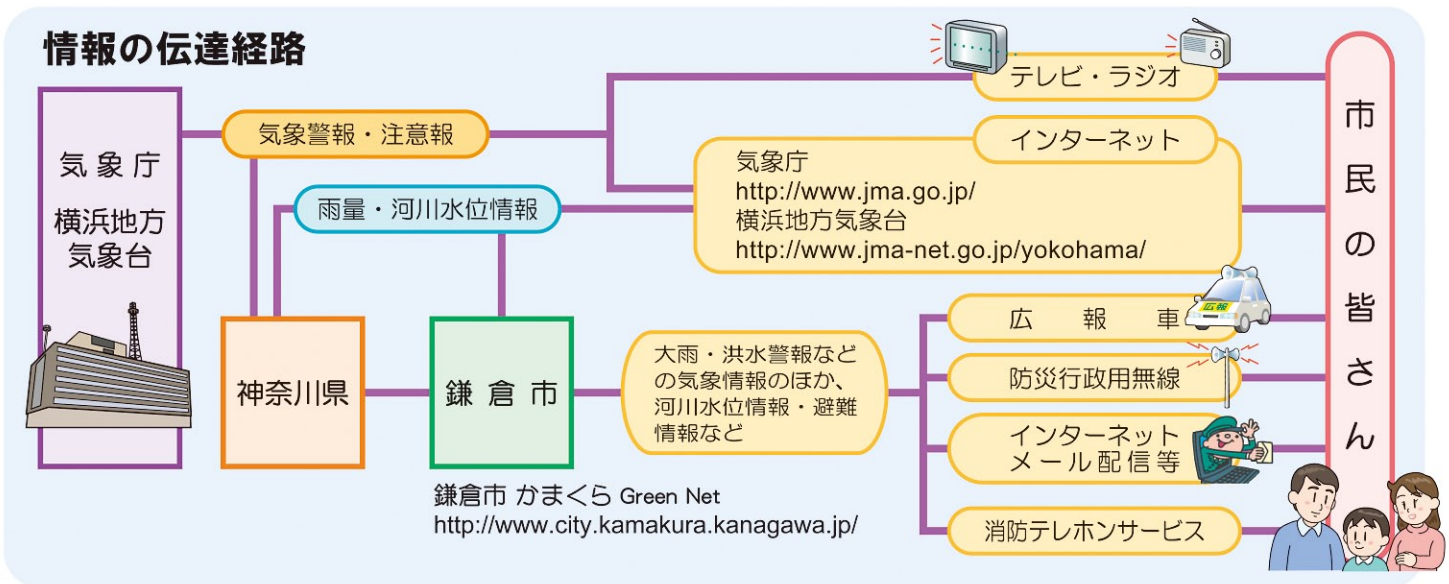 情報の伝達経路
気象庁
横浜地方
気象台
気象警報・注意報
雨量・河川水位情報
テレビ・ラジオ
インターネット
気象庁
http://www.jma.go.jp/
横浜地方気象台
http://www.jma-net.go.jp/yokohama/
神奈川県
鎌倉市
大雨・洪水警報など
の気象情報のほか、
河川水位情報・避難
情報など
広報車
広報
防災行政用無線
インターネット
メール配信等
消防テレホンサービス
鎌倉市 かまくら Green Net
http://www.city.kamakura.kanagawa.jp/
市民の皆さん